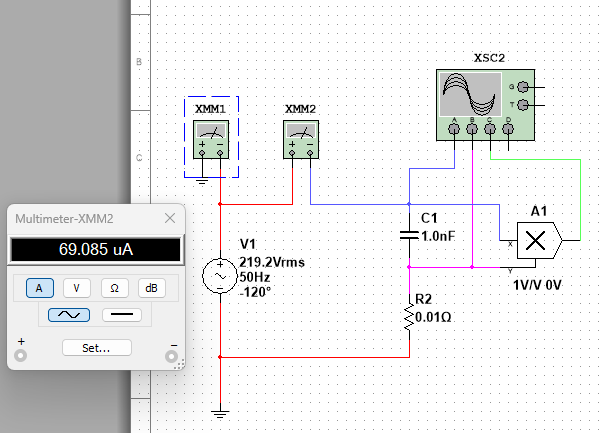 XSC2
B
G
T
A B C D
XMM1
XMM2
C
Multimeter-XMM2
69.085 uA
A V Ω dB
+ Set... −
V1
219.2Vrms
50Hz
-120°
C1
1.0nF
A1
X
Y
1V/V 0V
R2
0.01Ω